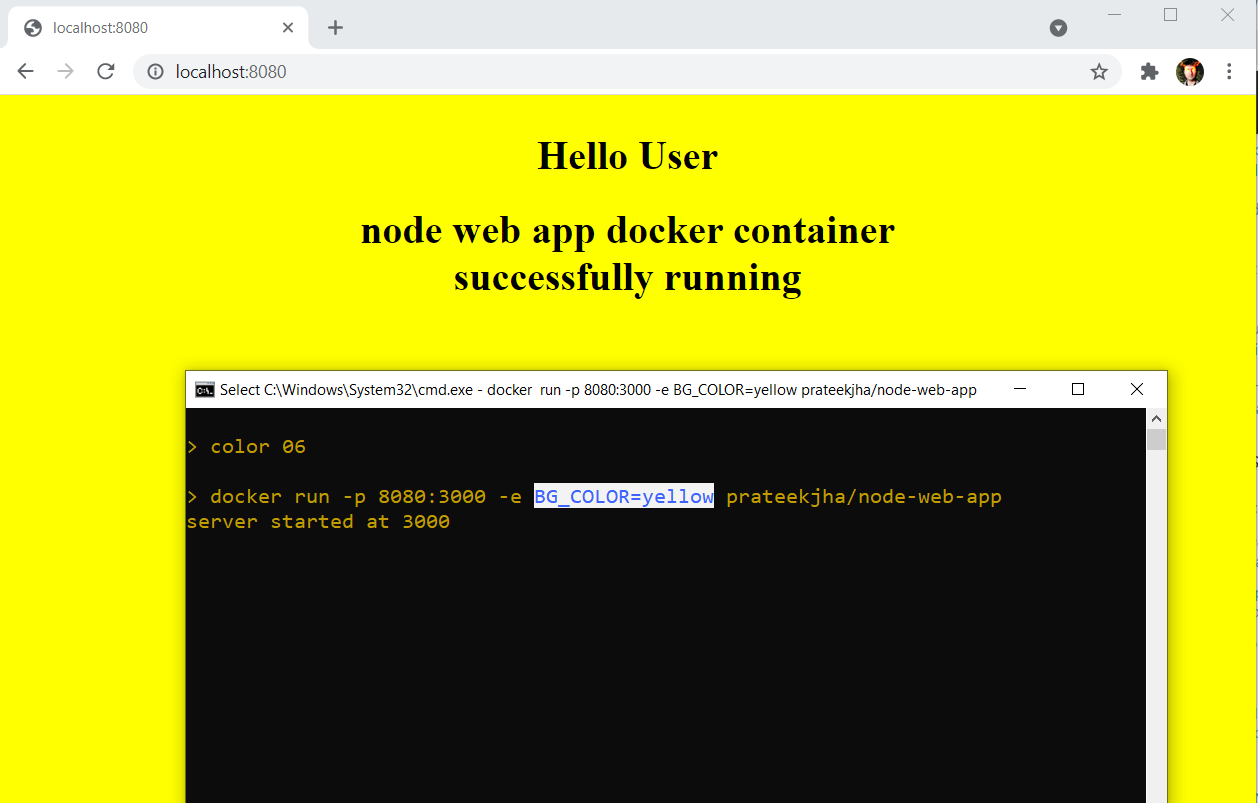 localhost:8080
localhost:8080
Hello User
node web app docker container
successfully running
Select C:\Windows\System32\cmd.exe - docker  run -p 8080:3000 -e BG_COLOR=yellow prateekjha/node-web-app
> color 06
> docker run -p 8080:3000 -e BG_COLOR=yellow prateekjha/node-web-app
server started at 3000